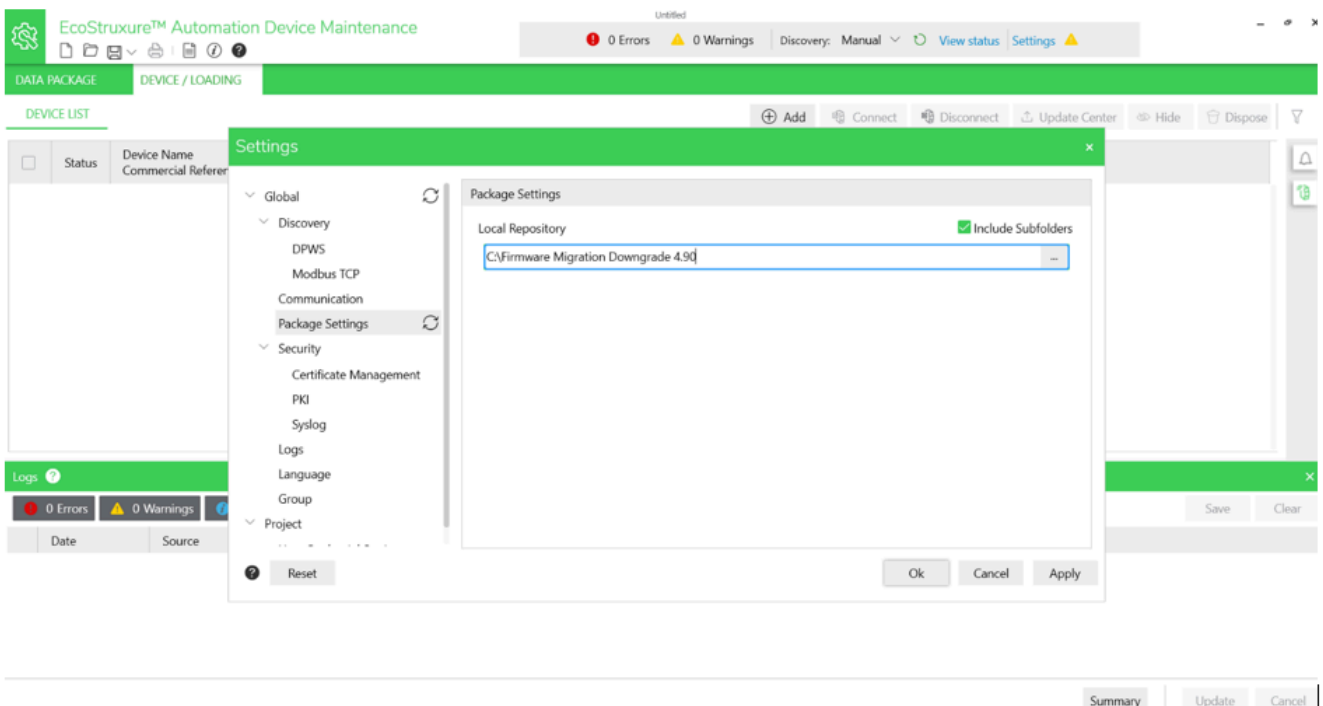 Untitled
EcoStruxure™ Automation Device Maintenance
0 Errors 0 Warnings Discovery: Manual View status Settings
DATA PACKAGE DEVICE / LOADING
DEVICE LIST
Add Connect Disconnect Update Center Hide Dispose
Status Device Name
Commercial Referer
Settings
Global
Discovery
DPWS
Modbus TCP
Communication
Package Settings
Security
Certificate Management
PKI
Syslog
Logs
Language
Group
Project
Package Settings
Local Repository Include Subfolders
C:\Firmware Migration Downgrade 4.90
...
Reset Ok Cancel Apply
Logs
0 Errors 0 Warnings
Save Clear
Date Source
Summary Update Cancel